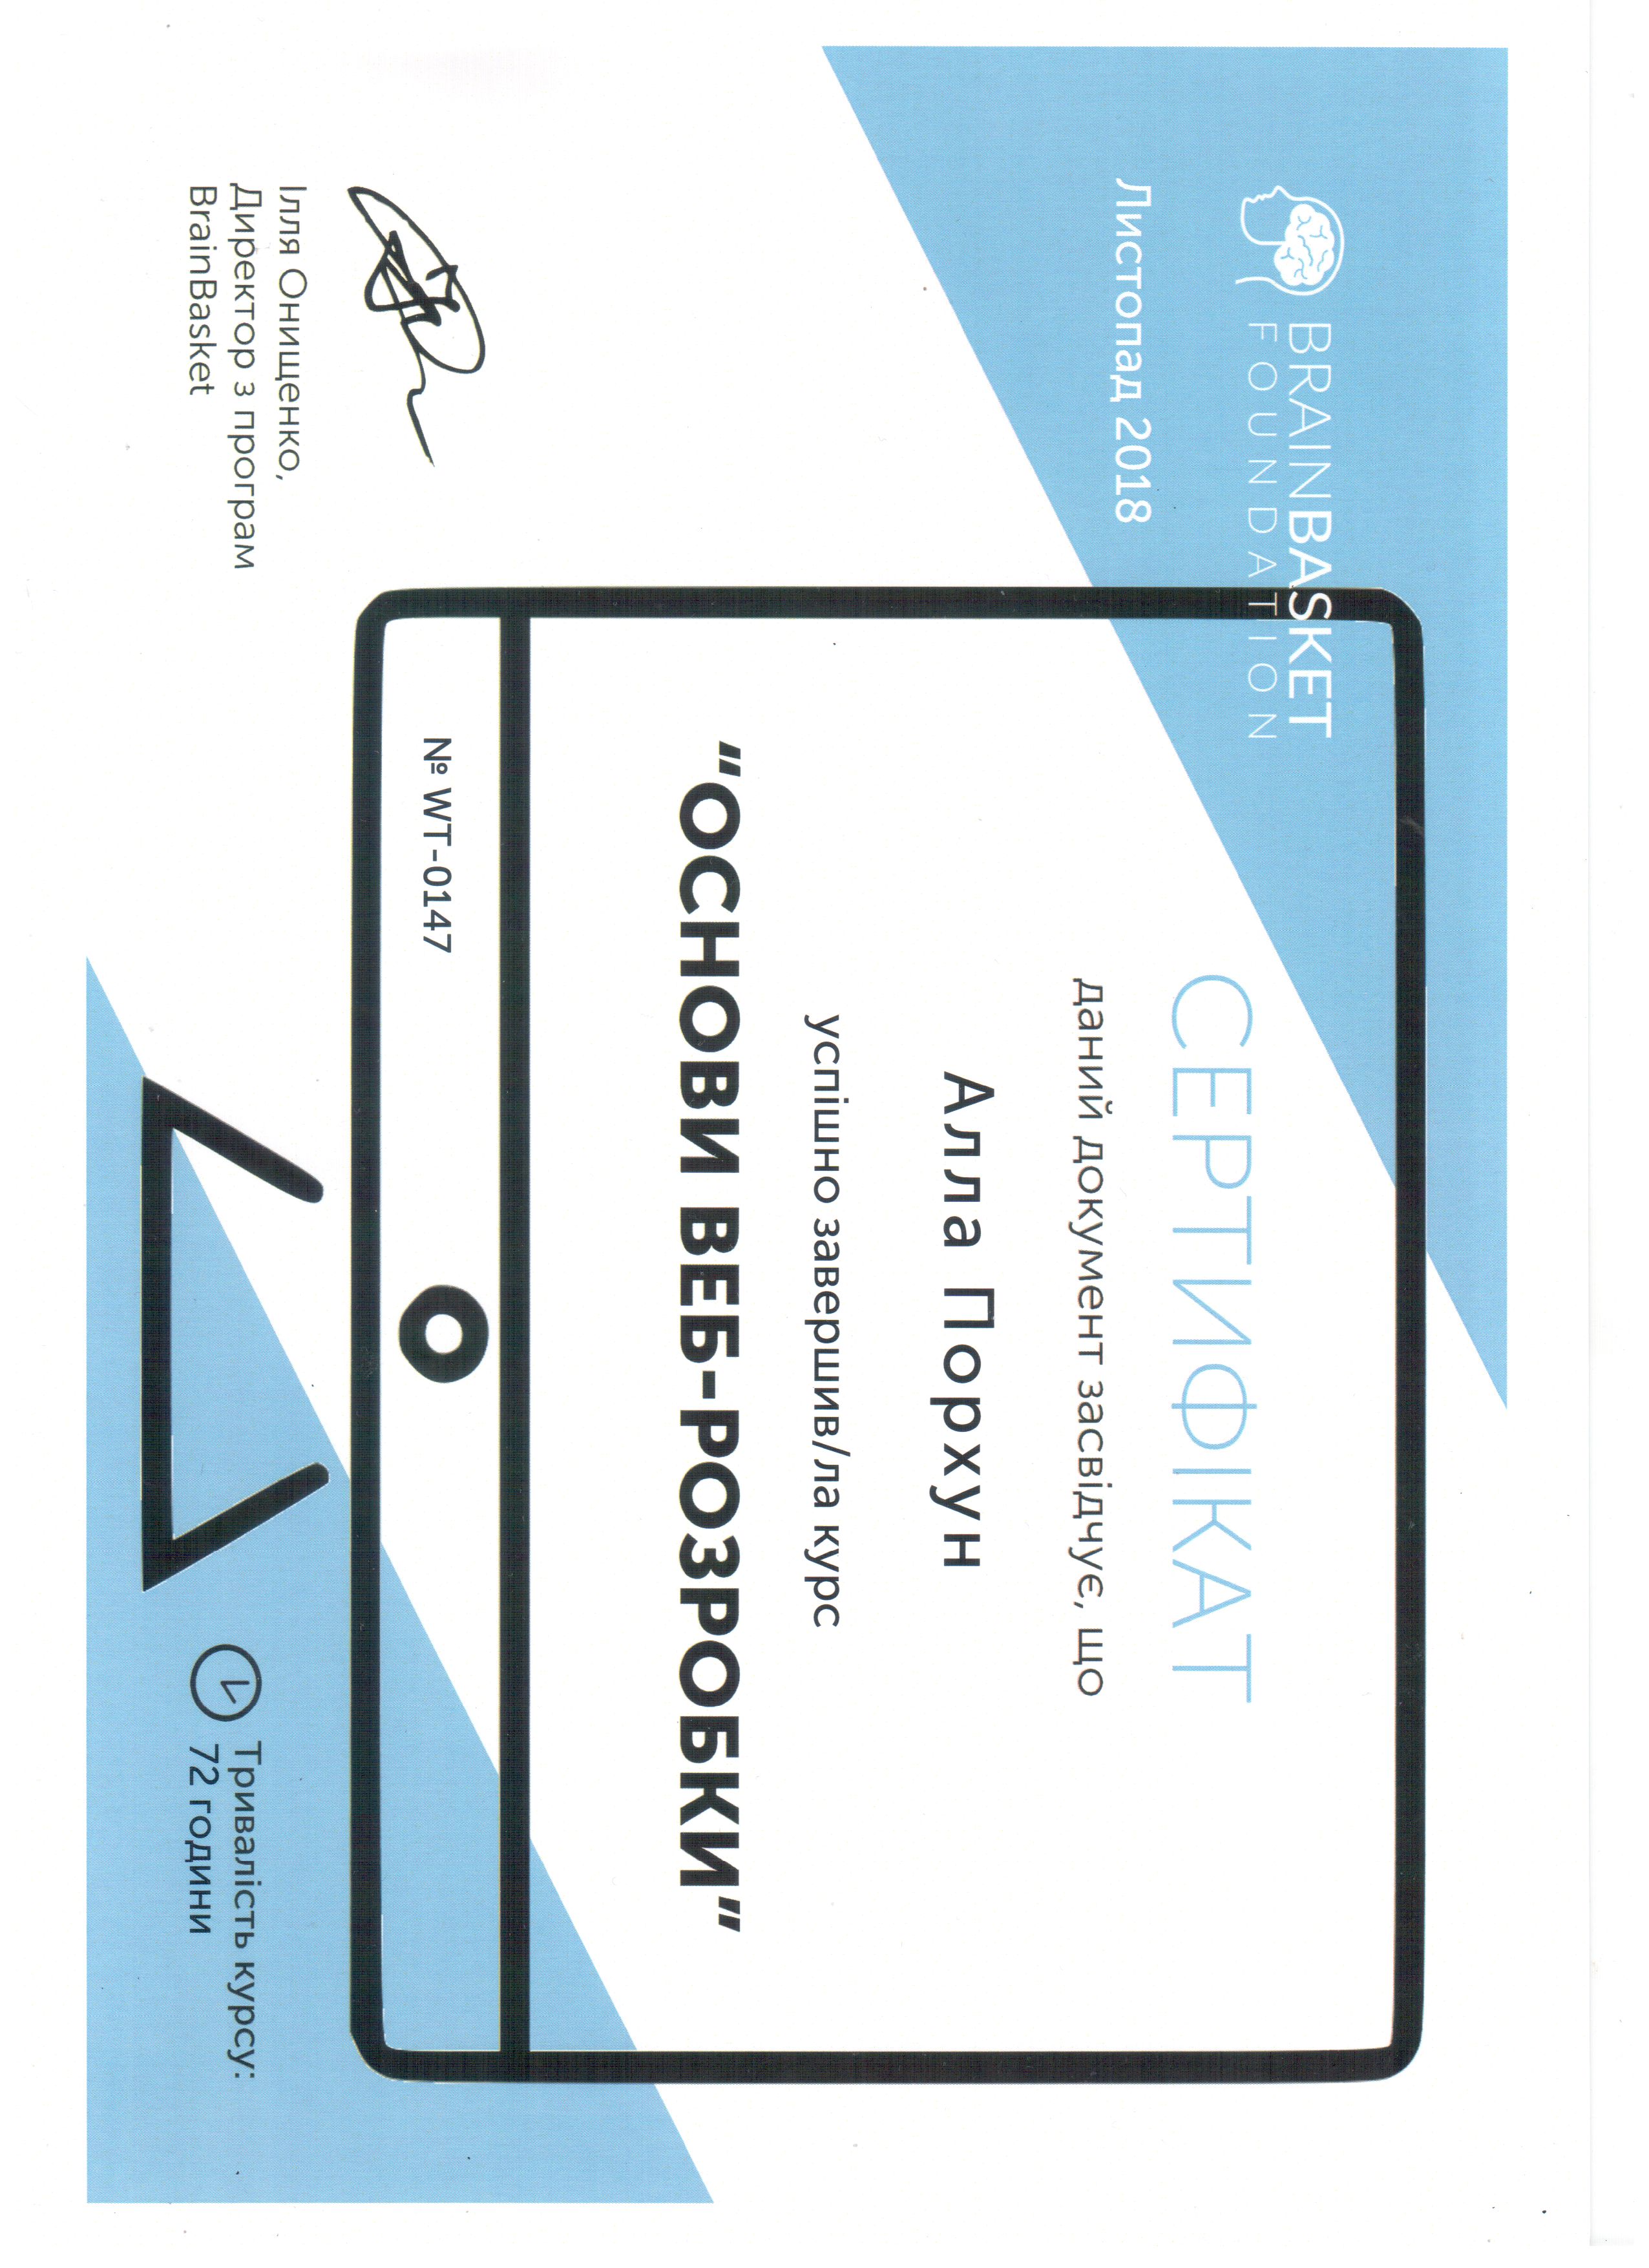 BRAINBASKET
FOUNDATION
Листопад 2018
СЕРТИФІКАТ
даний документ засвідчує, що
Алла Порхун
успішно завершив/ла курс
"ОСНОВИ ВЕБ-РОЗРОБКИ"
№ WT-0147
Ілля Онищенко,
Директор з програм
BrainBasket
Тривалість курсу:
72 години